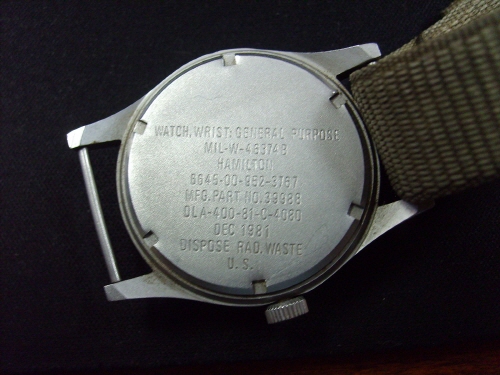 WATCH, WRIST: GENERAL PURPOSE
MIL-W-46374B
HAMILTON
6645-00-952-3767
MFG. PART NO. 39988
DLA-400-81-C-4080
DEC 1981
DISPOSE RAD. WASTE
U.S.